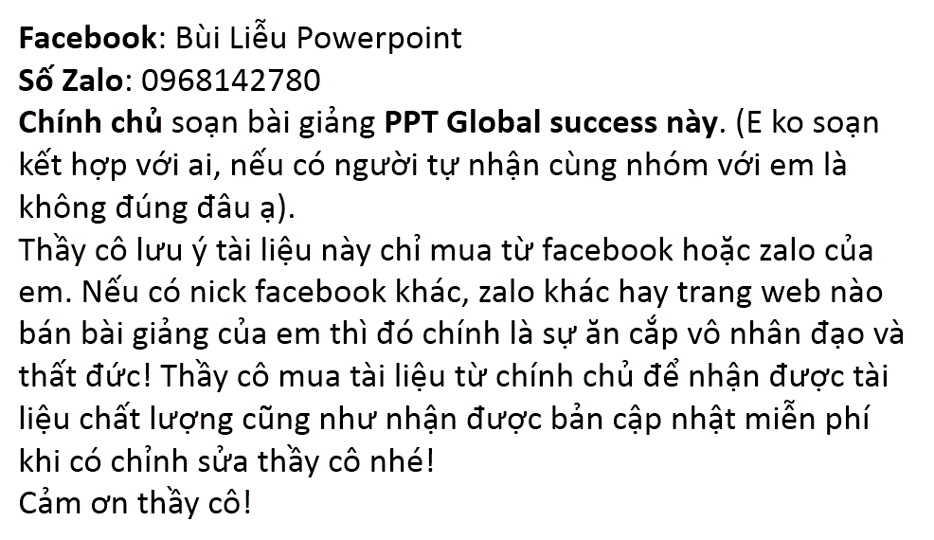 Facebook: Bùi Liễu Powerpoint
Số Zalo: 0968142780
Chính chủ soạn bài giảng PPT Global success này. (E ko soạn
kết hợp với ai, nếu có người tự nhận cùng nhóm với em là
không đúng đâu ạ).
Thầy cô lưu ý tài liệu này chỉ mua từ facebook hoặc zalo của
em. Nếu có nick facebook khác, zalo khác hay trang web nào
bán bài giảng của em thì đó chính là sự ăn cắp vô nhân đạo và
thất đức! Thầy cô mua tài liệu từ chính chủ để nhận được tài
liệu chất lượng cũng như nhận được bản cập nhật miễn phí
khi có chỉnh sửa thầy cô nhé!
Cảm ơn thầy cô!